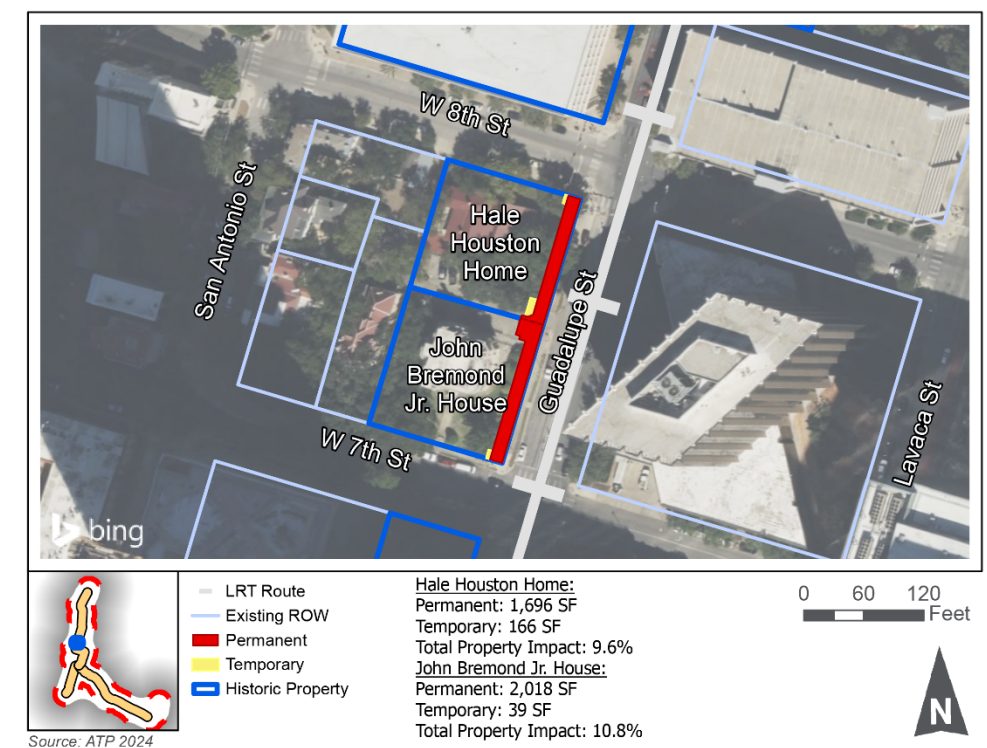 W 8th St
San Antonio St
Hale
Houston
Home
Guadalupe St
John
Bremond
Jr. House
Lavaca St
W 7th St
bing
LRT Route
Existing ROW
Permanent
Temporary
Historic Property
Hale Houston Home:
Permanent: 1,696 SF
Temporary: 166 SF
Total Property Impact: 9.6%
John Bremond Jr. House:
Permanent: 2,018 SF
Temporary: 39 SF
Total Property Impact: 10.8%
0 60 120
Feet
N
Source: ATP 2024